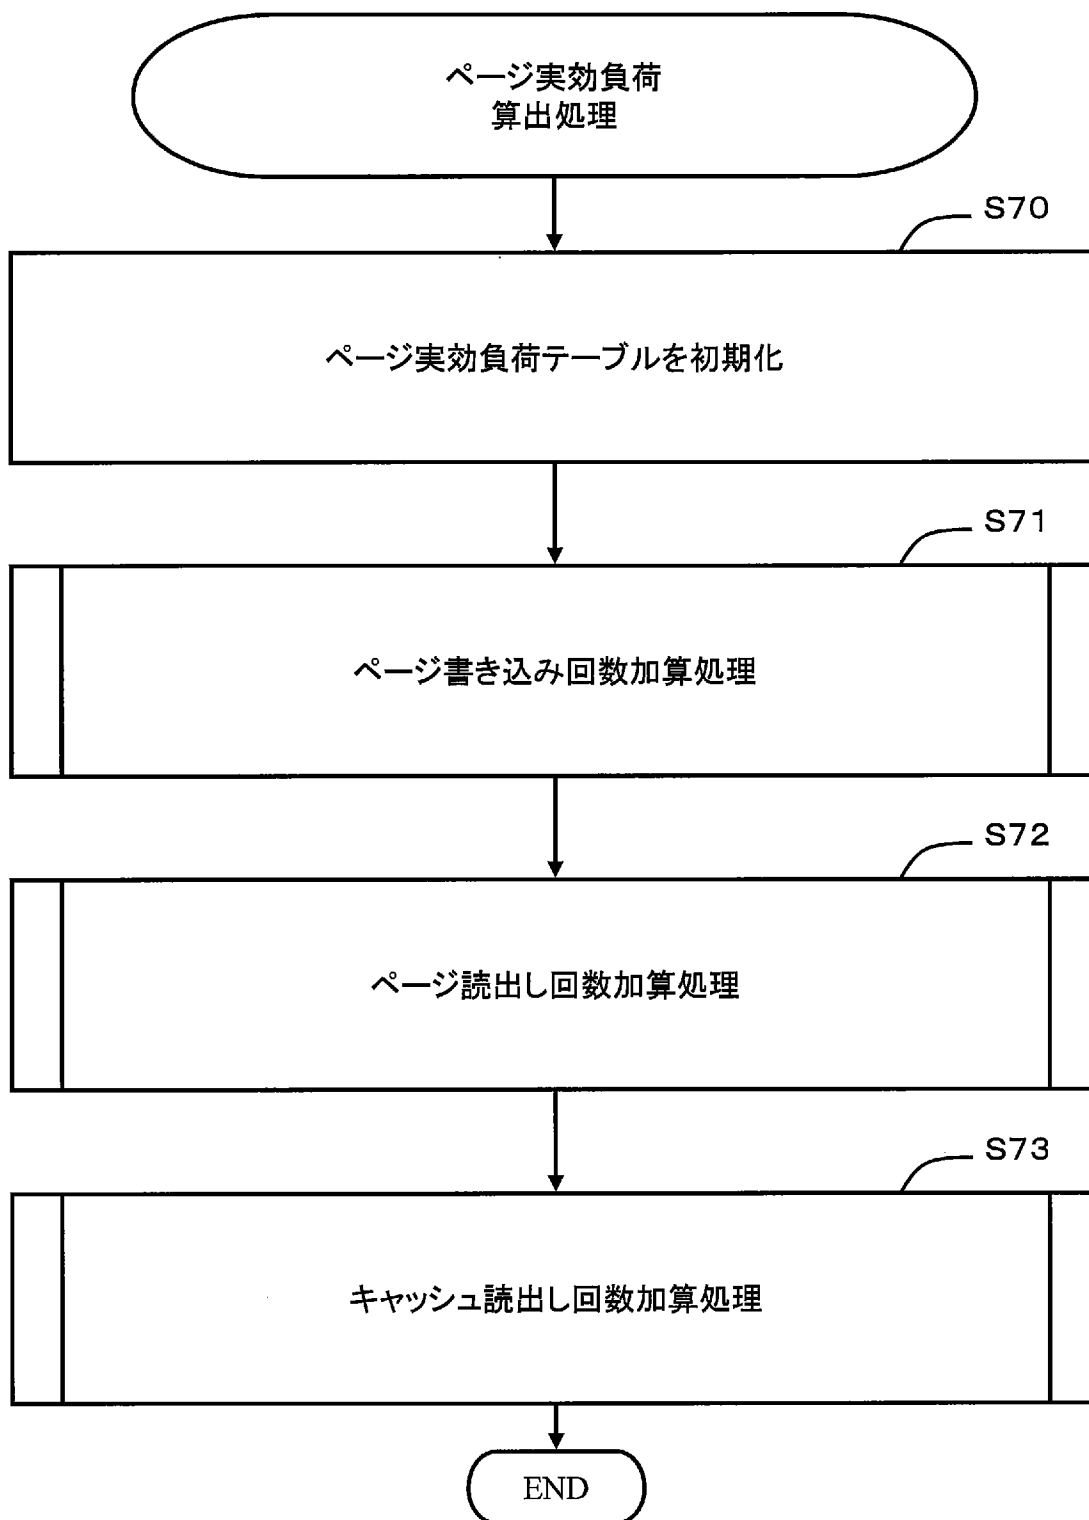 ページ実効負荷
算出処理
S70
ページ実効負荷テーブルを初期化
S71
ページ書き込み回数加算処理
S72
ページ読出し回数加算処理
S73
キャッシュ読出し回数加算処理
END